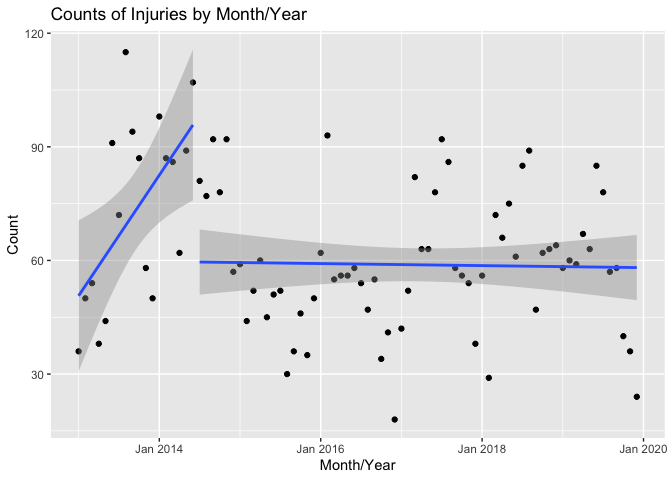 Counts of Injuries by Month/Year
120
90
60
30
Count
Jan 2014
Jan 2016
Jan 2018
Jan 2020
Month/Year